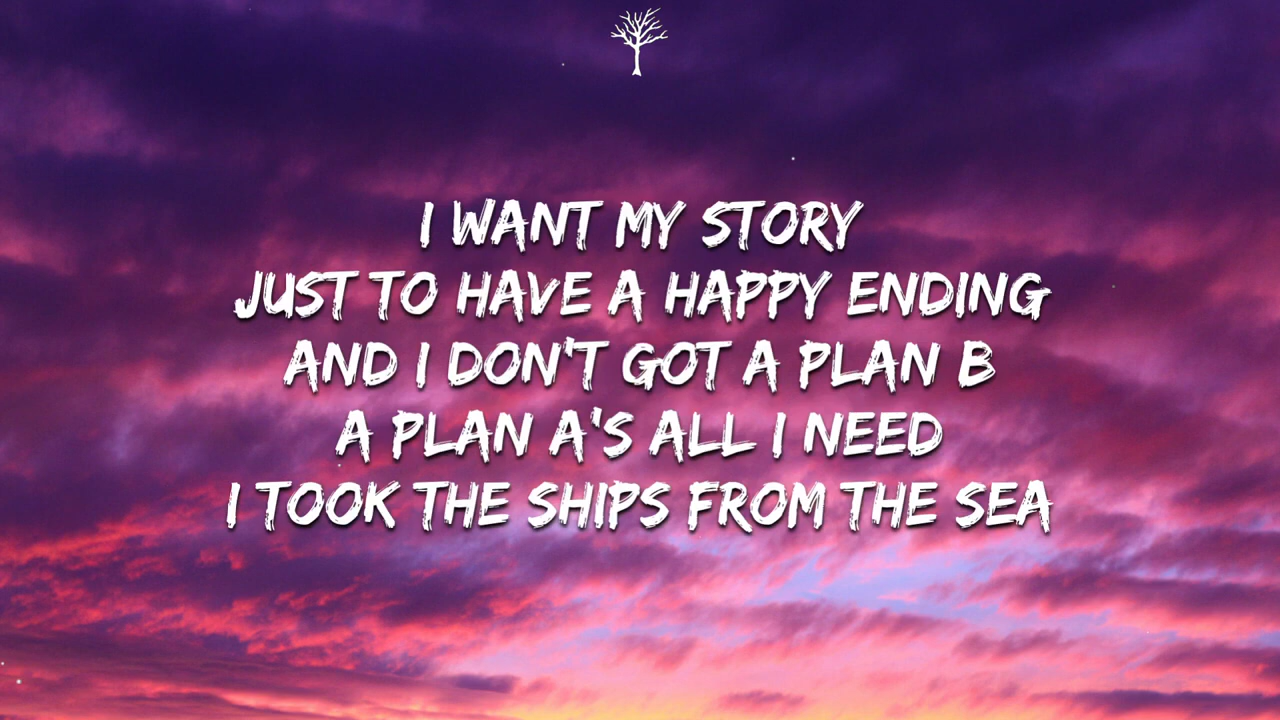 I WANT MY STORY
JUST TO HAVE A HAPPY ENDING
AND I DON'T GOT A PLAN B
A PLAN A'S ALL I NEED
I TOOK THE SHIPS FROM THE SEA